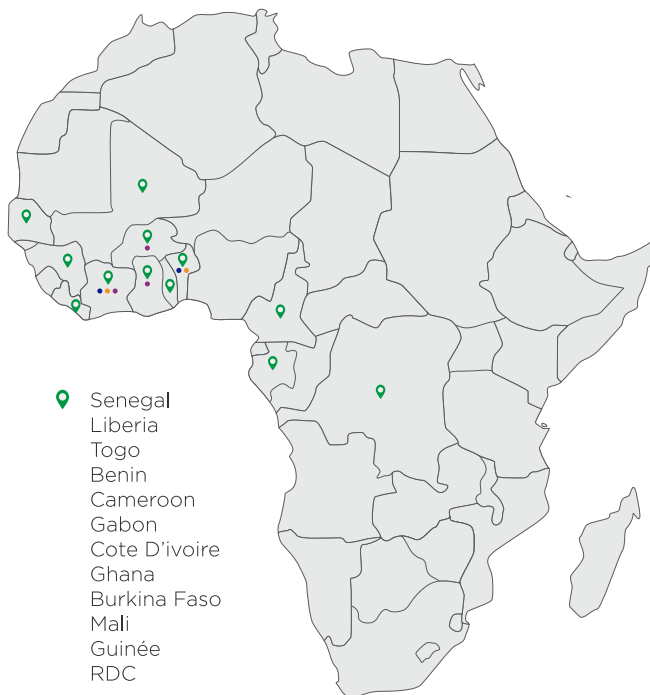 Senegal
Liberia
Togo
Benin
Cameroon
Gabon
Cote D'ivoire
Ghana
Burkina Faso
Mali
Guinée
RDC